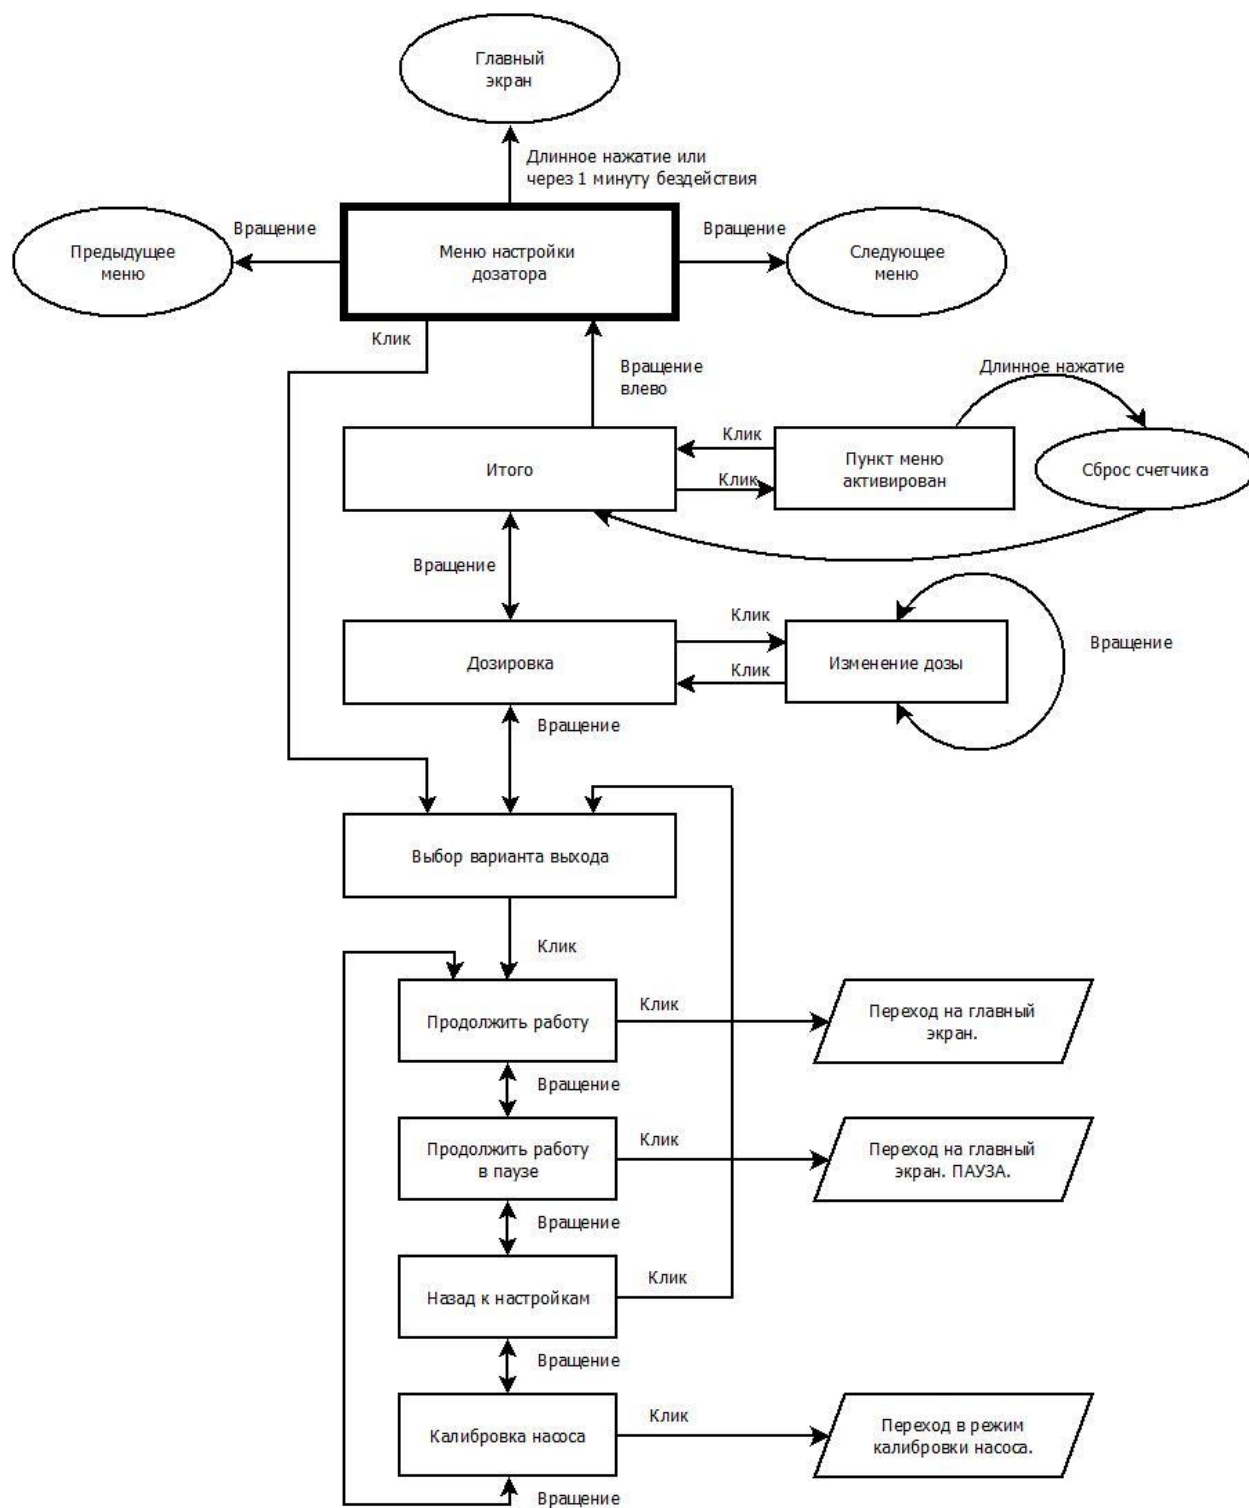 Главный
экран
Длинное нажатие или
через 1 минуту бездействия
Вращение
Вращение
Предыдущее
меню
Меню настройки
дозатора
Следующее
меню
Клик
Вращение
влево
Длинное нажатие
Итого
Клик
Клик
Пункт меню
активирован
Сброс счетчика
Вращение
Дозировка
Клик
Клик
Изменение дозы
Вращение
Вращение
Выбор варианта выхода
Клик
Продолжить работу
Клик
Переход на главный
экран.
Вращение
Продолжить работу
в паузе
Клик
Переход на главный
экран. ПАУЗА.
Вращение
Назад к настройкам
Клик
Вращение
Калибровка насоса
Клик
Переход в режим
калибровки насоса.
Вращение